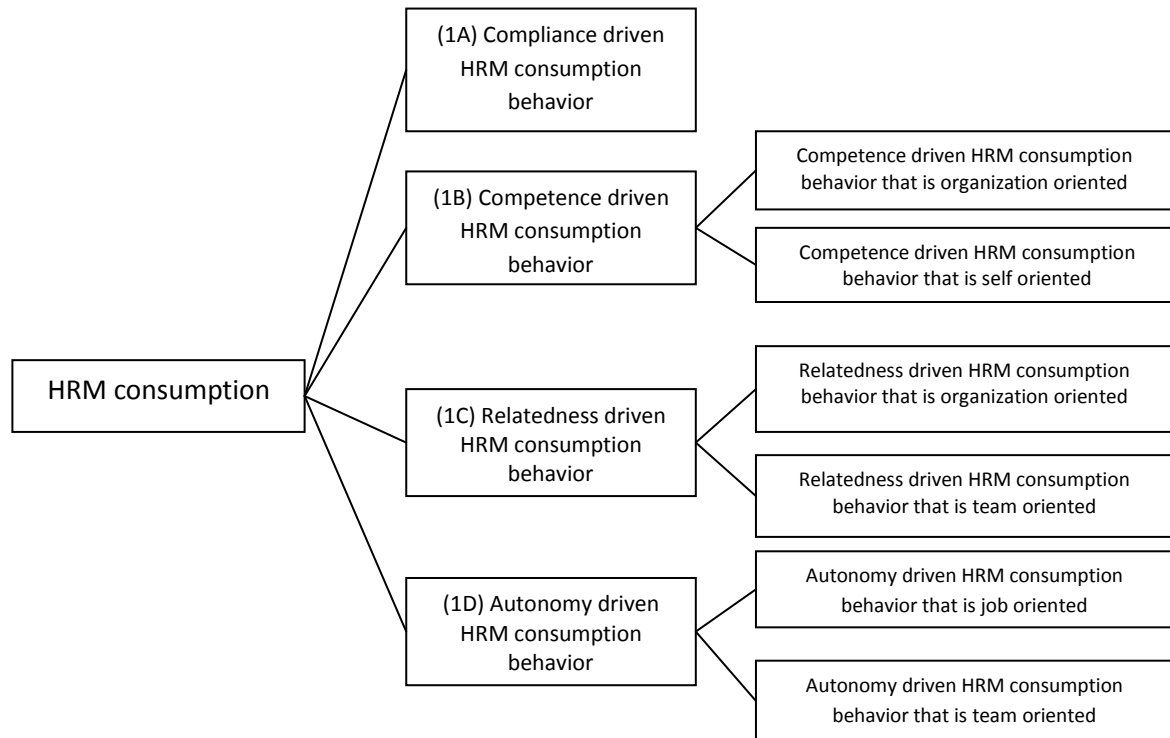 (1A) Compliance driven
HRM consumption
behavior
Competence driven HRM consumption
behavior that is organization oriented
(1B) Competence driven
HRM consumption
behavior
Competence driven HRM consumption
behavior that is self oriented
HRM consumption
Relatedness driven HRM consumption
behavior that is organization oriented
(1C) Relatedness driven
HRM consumption
behavior
Relatedness driven HRM consumption
behavior that is team oriented
Autonomy driven HRM consumption
behavior that is job oriented
(1D) Autonomy driven
HRM consumption
behavior
Autonomy driven HRM consumption
behavior that is team oriented